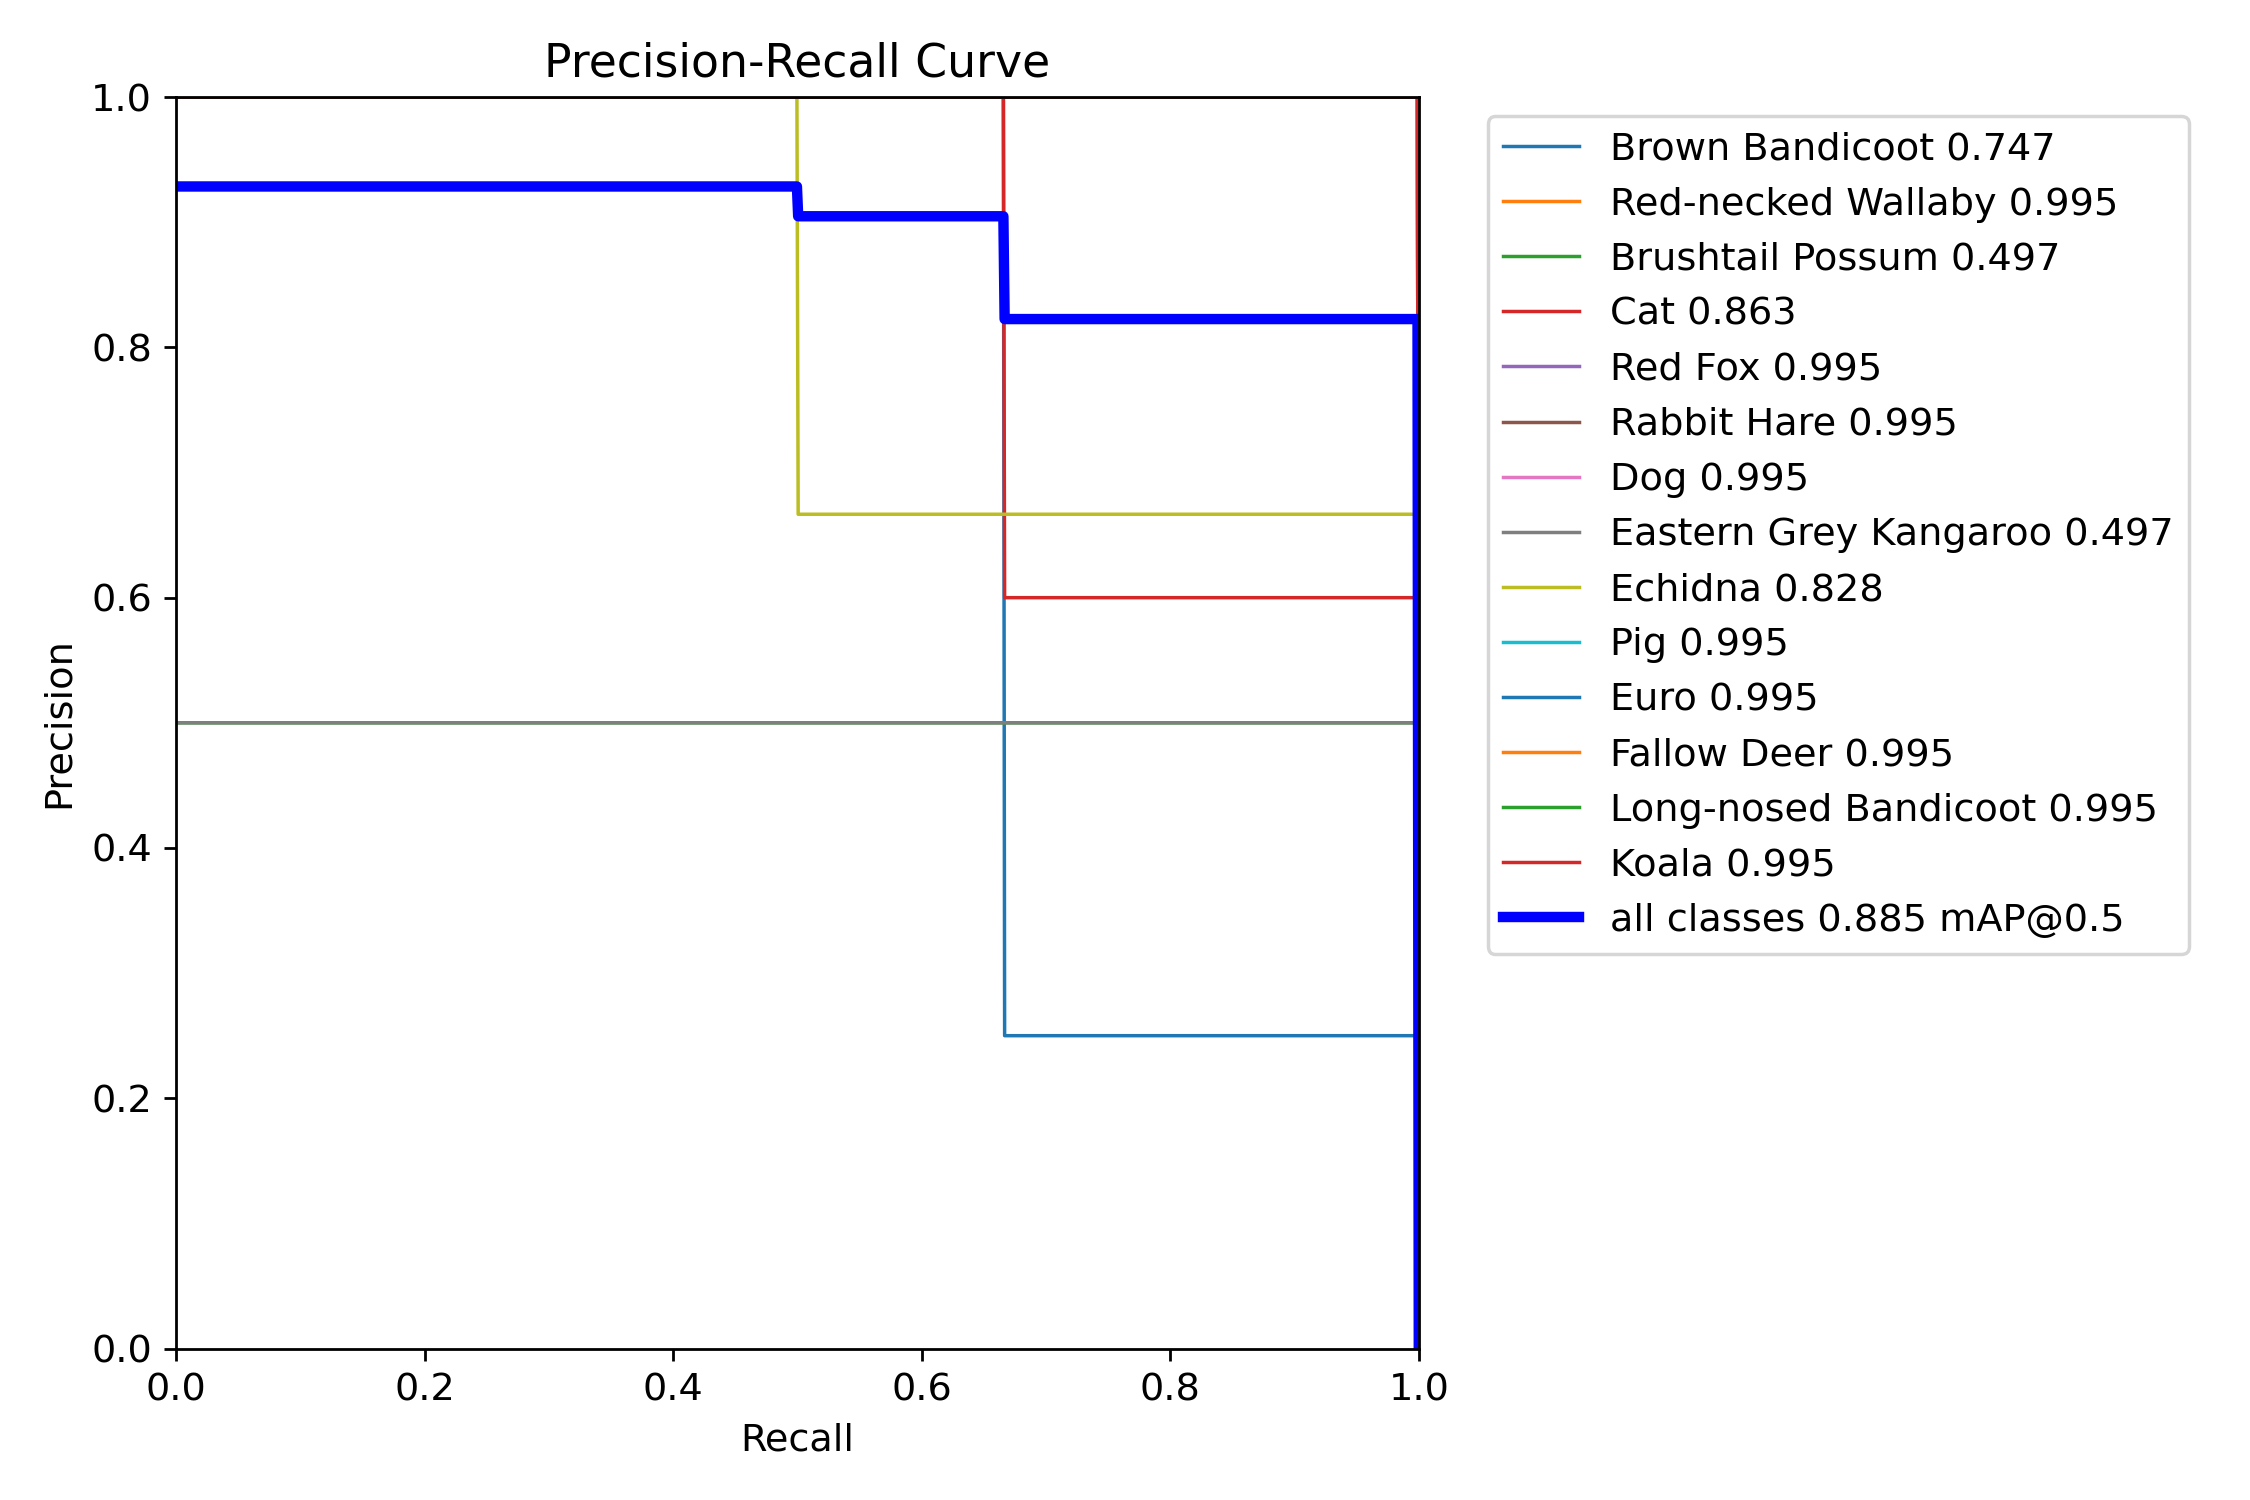 Precision-Recall Curve
1.0
0.8
0.6
0.4
0.2
0.0
Precision
0.0 0.2 0.4 0.6 0.8 1.0
Recall
Brown Bandicoot 0.747
Red-necked Wallaby 0.995
Brushtail Possum 0.497
Cat 0.863
Red Fox 0.995
Rabbit Hare 0.995
Dog 0.995
Eastern Grey Kangaroo 0.497
Echidna 0.828
Pig 0.995
Euro 0.995
Fallow Deer 0.995
Long-nosed Bandicoot 0.995
Koala 0.995
all classes 0.885 mAP@0.5